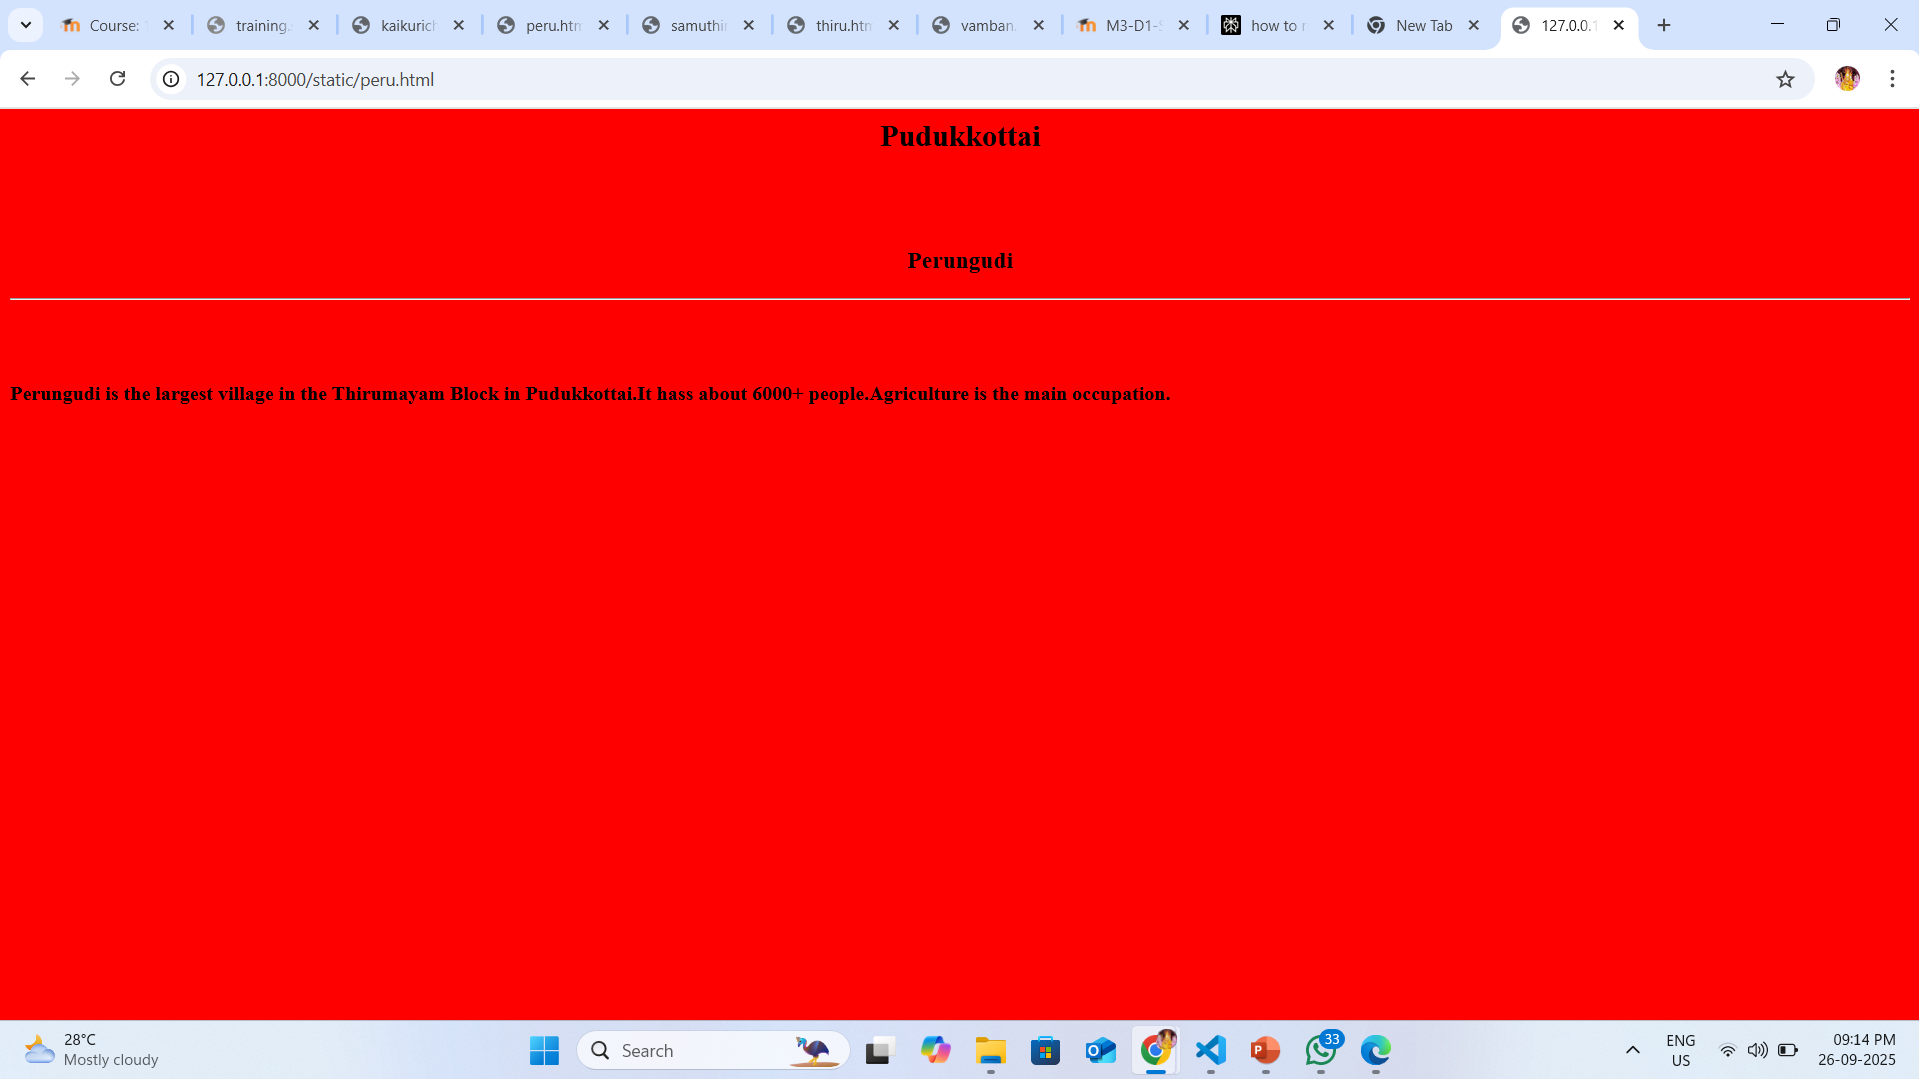 Course: 
training.
kaikurich
peru.htm
samuthir
thiru.htm
vamban.
M3-D1-S
how to r
New Tab
127.0.0.1
127.0.0.1:8000/static/peru.html
Pudukkottai
Perungudi
Perungudi is the largest village in the Thirumayam Block in Pudukkottai.It hass about 6000+ people.Agriculture is the main occupation.
28°C
Mostly cloudy
Search
33
ENG
US
09:14 PM
26-09-2025